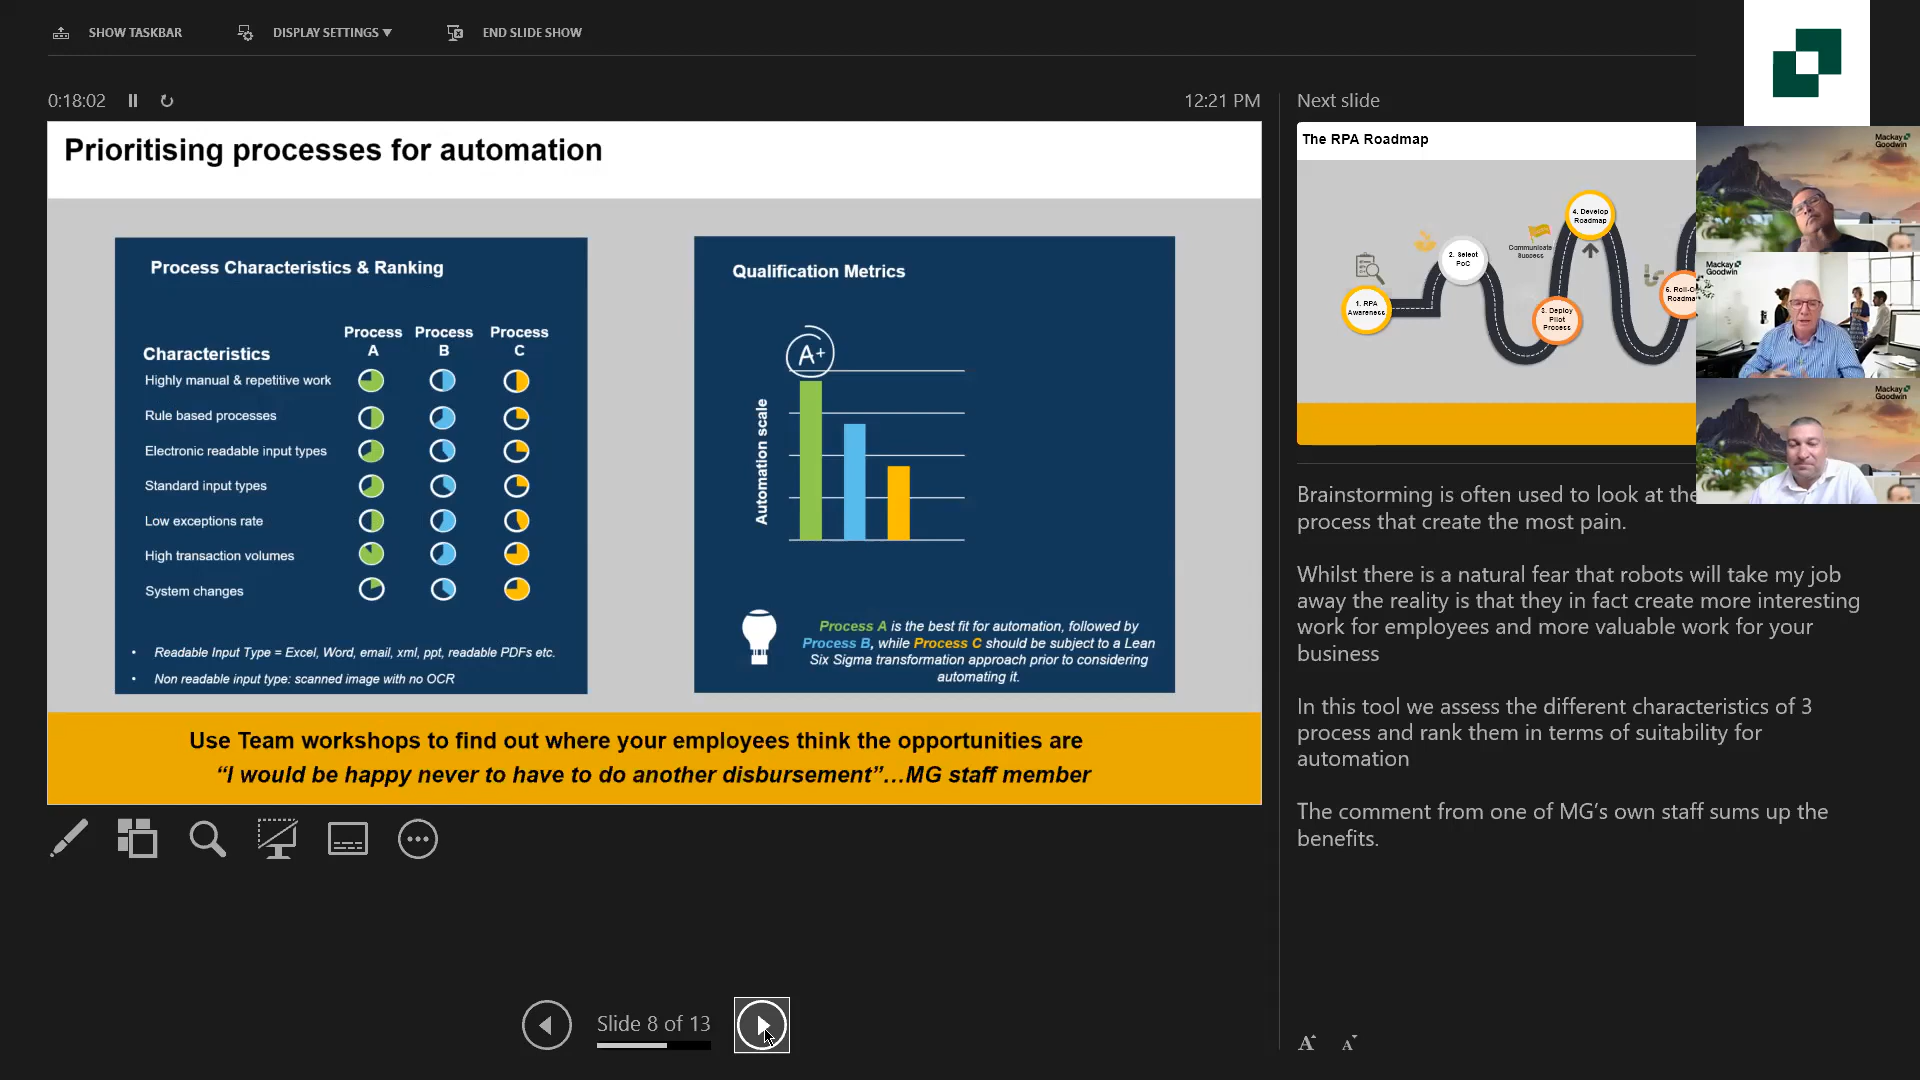 SHOW TASKBAR
DISPLAY SETTINGS
END SLIDE SHOW
0:18:02
12:21 PM
Prioritising processes for automation
Process Characteristics & Ranking
Characteristics
Process A
Process B
Process C
Highly manual & repetitive work
Rule based processes
Electronic readable input types
Standard input types
Low exceptions rate
High transaction volumes
System changes
• Readable Input Type = Excel, Word, email, xml, ppt, readable PDFs etc.
• Non readable input type: scanned image with no OCR
Qualification Metrics
A+
Automation scale
Process A is the best fit for automation, followed by
Process B, while Process C should be subject to a Lean
Six Sigma transformation approach prior to considering
automating it.
Use Team workshops to find out where your employees think the opportunities are
“I would be happy never to have to do another disbursement”...MG staff member
Slide 8 of 13
Next slide
The RPA Roadmap
1. RPA
Awareness
2. Select
PoC
Communicate
Success
3. Deploy
Pilot
Process
4. Develop
Roadmap
Brainstorming is often used to look at the
process that create the most pain.
Whilst there is a natural fear that robots will take my job
away the reality is that they in fact create more interesting
work for employees and more valuable work for your
business
In this tool we assess the different characteristics of 3
process and rank them in terms of suitability for
automation
The comment from one of MG’s own staff sums up the
benefits.
A A
Mackay
Goodwin
Mackay
Goodwin
Mackay
Goodwin